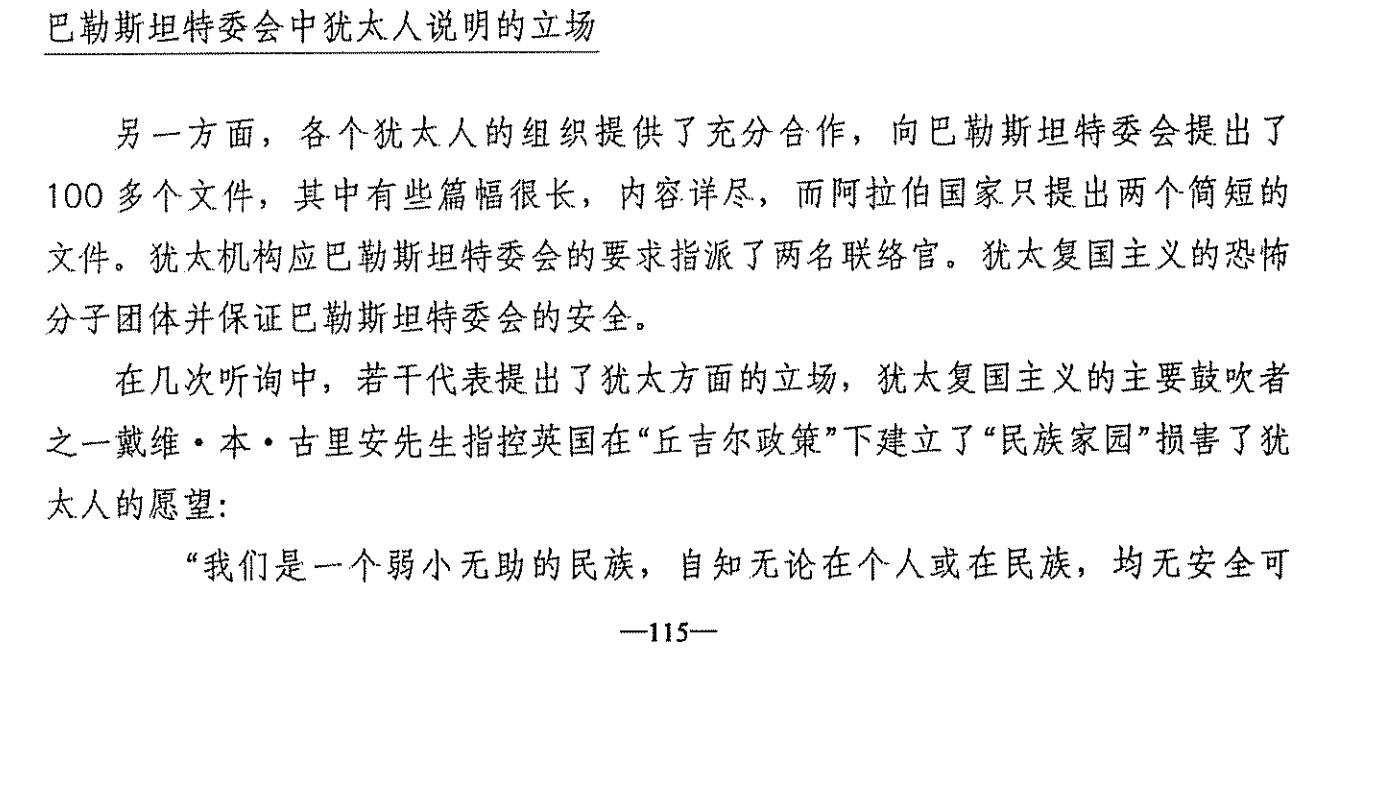 巴勒斯坦特委会中犹太人说明的立场
另一方面，各个犹太人的组织提供了充分合作，向巴勒斯坦特委会提出了
100 多个文件，其中有些篇幅很长，内容详尽，而阿拉伯国家只提出两个简短的
文件。犹太机构应巴勒斯坦特委会的要求指派了两名联络官。犹太复国主义的恐怖
分子团体并保证巴勒斯坦特委会的安全。
在几次听询中，若干代表提出了犹太方面的立场，犹太复国主义的主要鼓吹者
之一戴维·本·古里安先生指控英国在“丘吉尔政策”下建立了“民族家园”损害了犹
太人的愿望：
“我们是一个弱小无助的民族，自知无论在个人或在民族，均无安全可
—115—